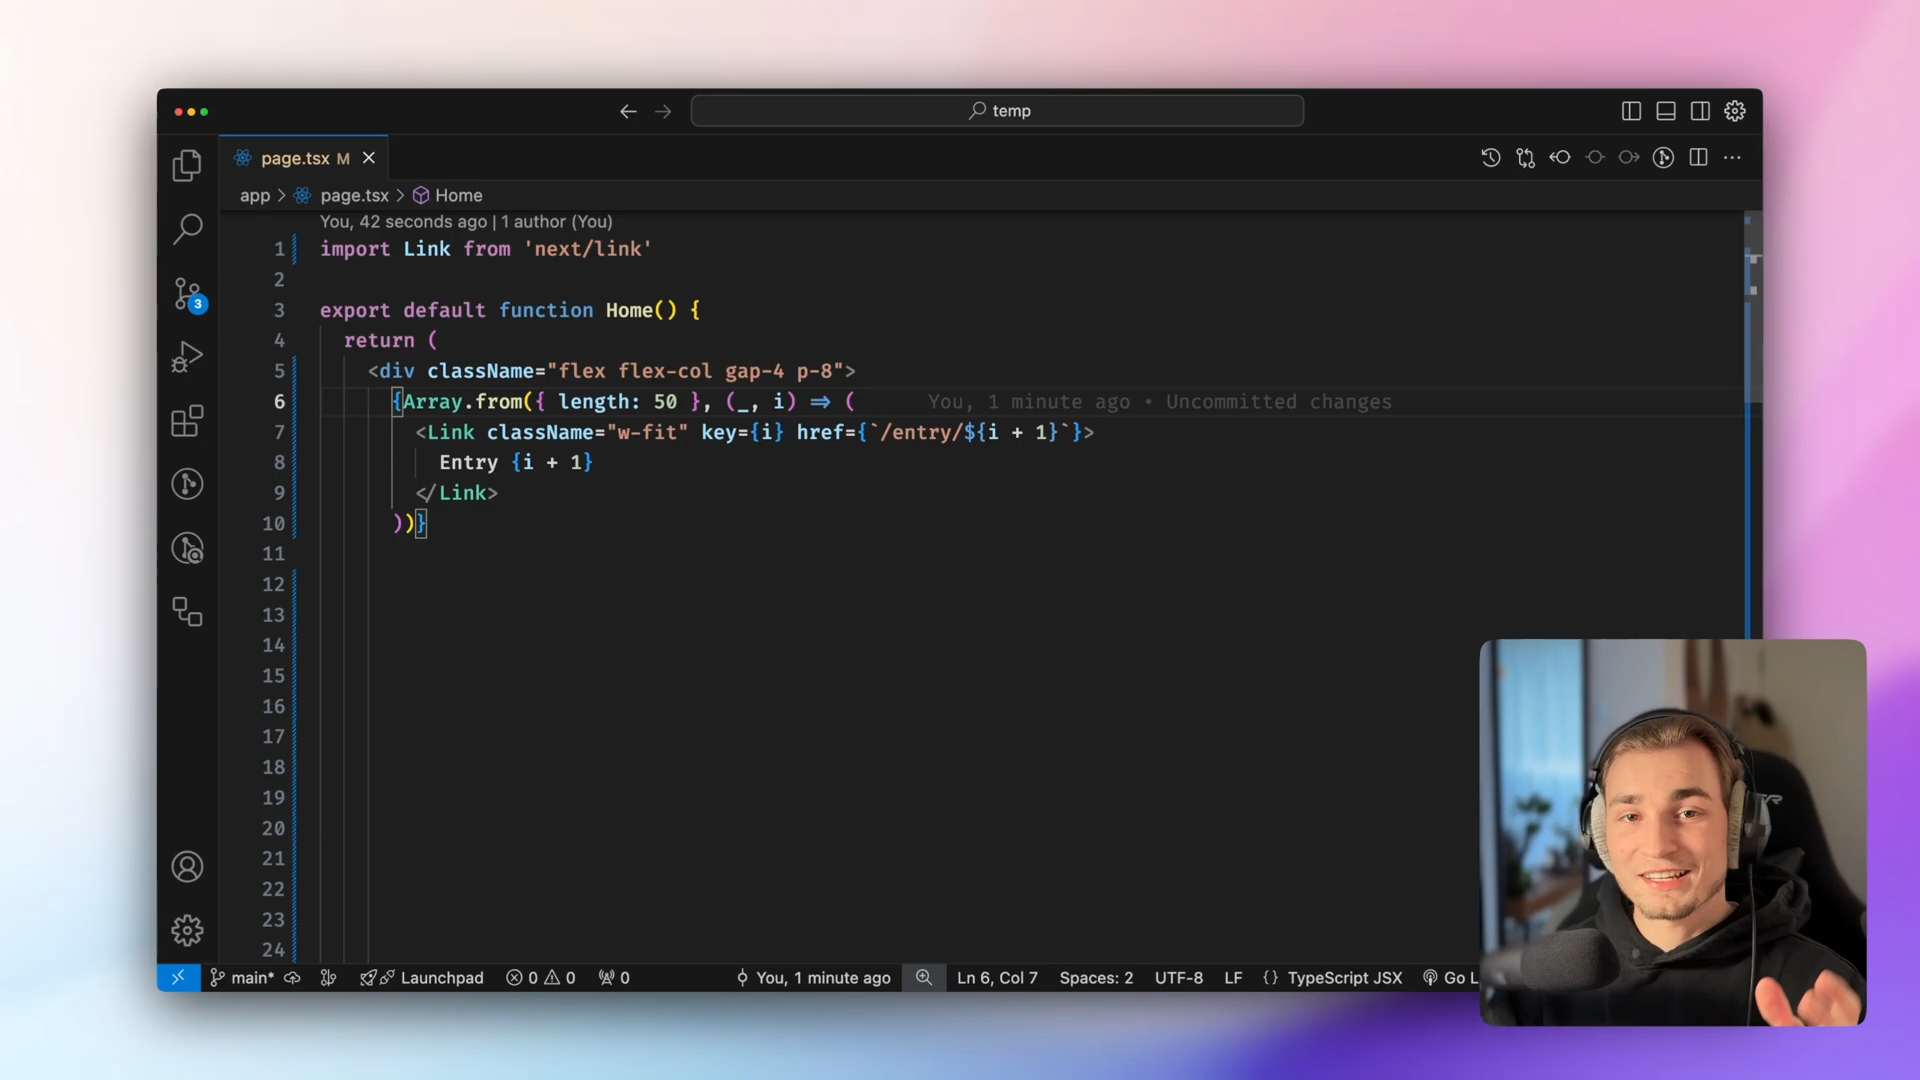 temp
page.tsx M
app > page.tsx > Home
You, 42 seconds ago | 1 author (You)
1 import Link from 'next/link'
2
3 export default function Home() {
4 return (
5 <div className="flex flex-col gap-4 p-8">
6 {Array.from({ length: 50 }, (_, i) => ( You, 1 minute ago • Uncommitted changes
7 <Link className="w-fit" key={i} href={`/entry/${i + 1}`}>
8 Entry {i + 1}
9 </Link>
10 ))}
11
12
13
14
15
16
17
18
19
20
21
22
23
24
3
main* Launchpad 0 0 0 You, 1 minute ago Ln 6, Col 7 Spaces: 2 UTF-8 LF {} TypeScript JSX Go L